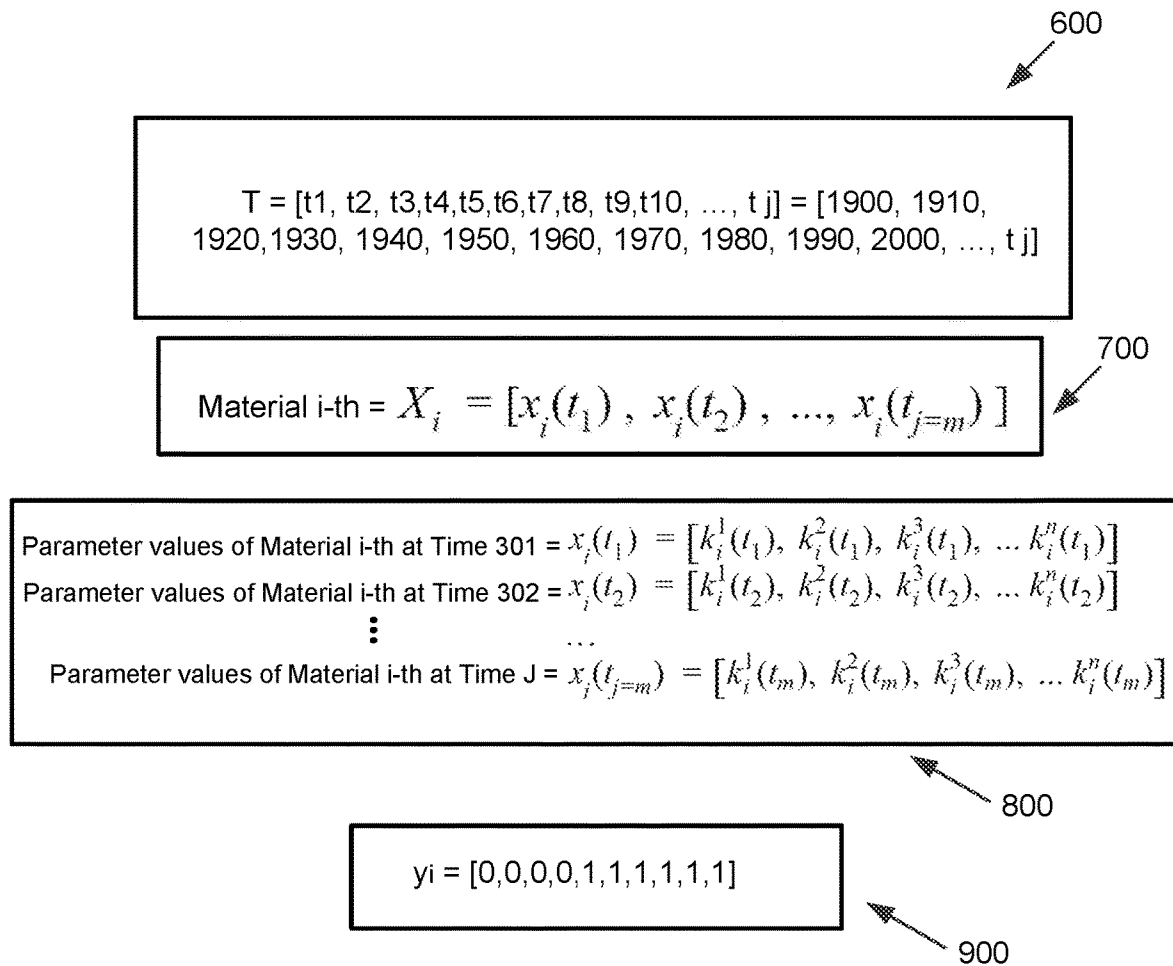 600
T = [t1, t2, t3,t4,t5,t6,t7,t8, t9,t10, ..., t j] = [1900, 1910,
1920,1930, 1940, 1950, 1960, 1970, 1980, 1990, 2000, ..., t j]
700
Material i-th = X_i = [x_i(t_1) , x_i(t_2) , ..., x_i(t_{j=m}) ]
Parameter values of Material i-th at Time 301 = x_i(t_1) = [k_i^1(t_1), k_i^2(t_1), k_i^3(t_1), ... k_i^n(t_1)]
Parameter values of Material i-th at Time 302 = x_i(t_2) = [k_i^1(t_2), k_i^2(t_2), k_i^3(t_2), ... k_i^n(t_2)]
⋮ ...
Parameter values of Material i-th at Time J = x_i(t_{j=m}) = [k_i^1(t_m), k_i^2(t_m), k_i^3(t_m), ... k_i^n(t_m)]
800
yi = [0,0,0,0,1,1,1,1,1,1]
900